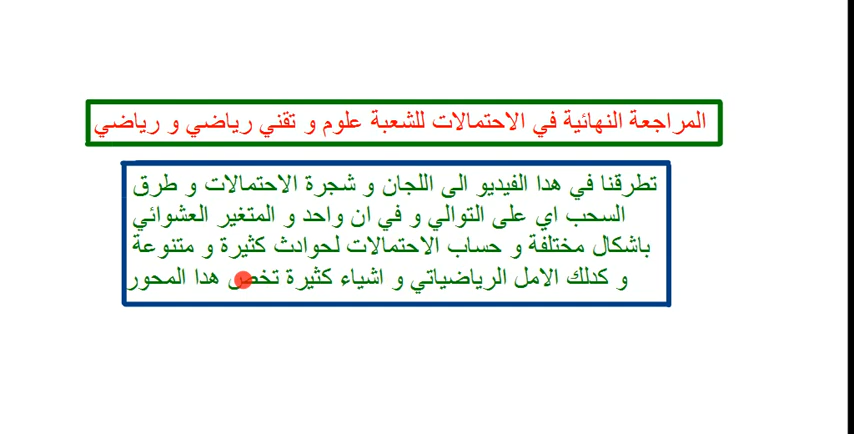 المراجعة النهائية في الاحتمالات للشعبة علوم و تقني رياضي و رياضي
تطرقنا في هدا الفيديو الى اللجان و شجرة الاحتمالات و طرق
السحب اي على التوالي و في ان واحد و المتغير العشوائي
باشكال مختلفة و حساب الاحتمالات لحوادث كثيرة و متنوعة
و كدلك الامل الرياضياتي و اشياء كثيرة تخص هدا المحور